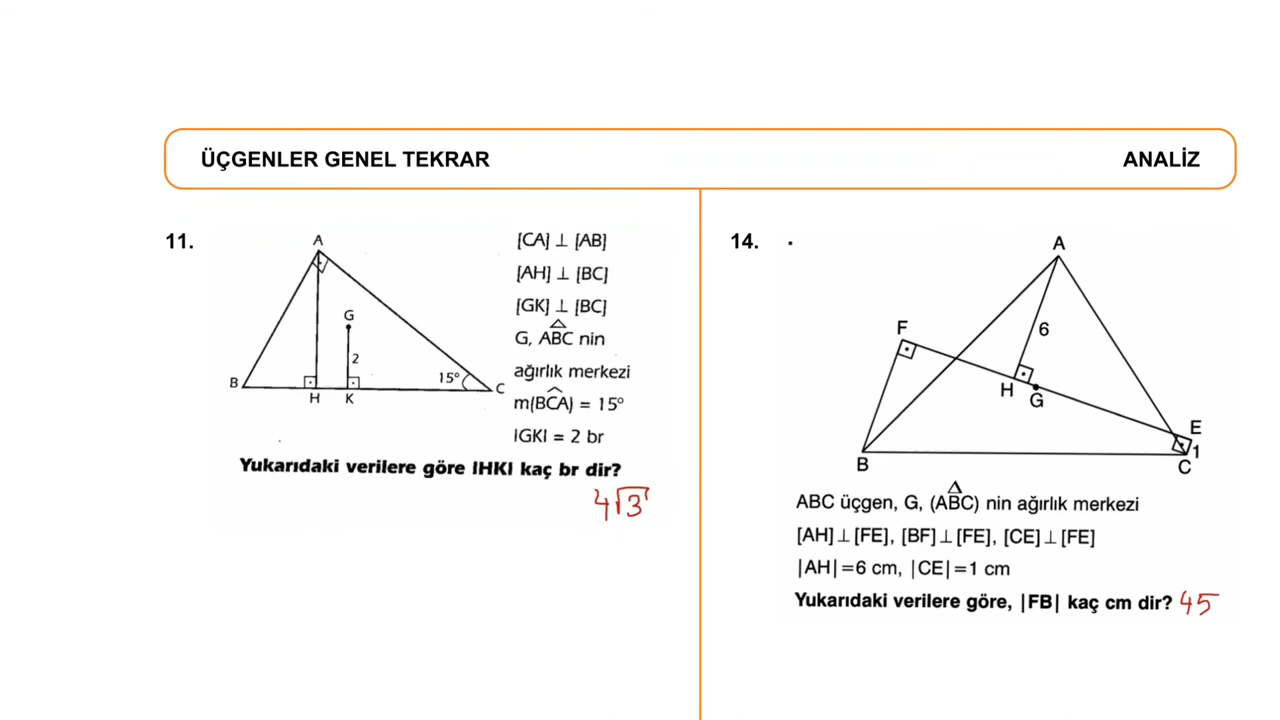 ÜÇGENLER GENEL TEKRAR
ANALİZ
11.
A
G
2
B
15°
C
H
K
[CA] ⊥ [AB]
[AH] ⊥ [BC]
[GK] ⊥ [BC]
G, ABC nin
ağırlık merkezi
m(BCA) = 15°
IGKI = 2 br
Yukarıdaki verilere göre IHKI kaç br dir?
4√3
14.
A
F
6
H
G
E
1
B
C
ABC üçgen, G, (ABC) nin ağırlık merkezi
[AH]⊥[FE], [BF]⊥[FE], [CE]⊥[FE]
|AH|=6 cm, |CE|=1 cm
Yukarıdaki verilere göre, |FB| kaç cm dir? 45